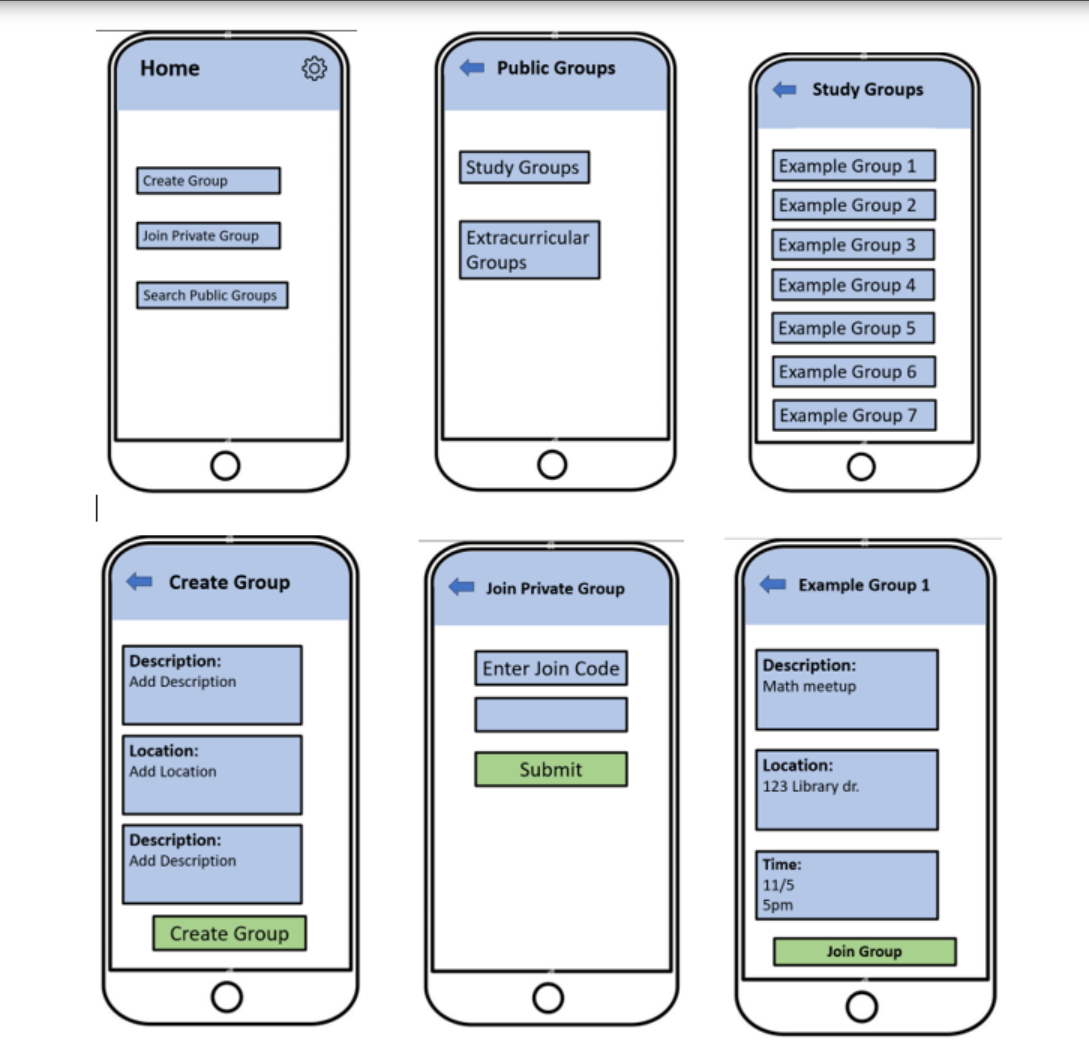 Home
Create Group
Join Private Group
Search Public Groups
Public Groups
Study Groups
Extracurricular
Groups
Study Groups
Example Group 1
Example Group 2
Example Group 3
Example Group 4
Example Group 5
Example Group 6
Example Group 7
Create Group
Description:
Add Description
Location:
Add Location
Description:
Add Description
Create Group
Join Private Group
Enter Join Code
Submit
Example Group 1
Description:
Math meetup
Location:
123 Library dr.
Time:
11/5
5pm
Join Group